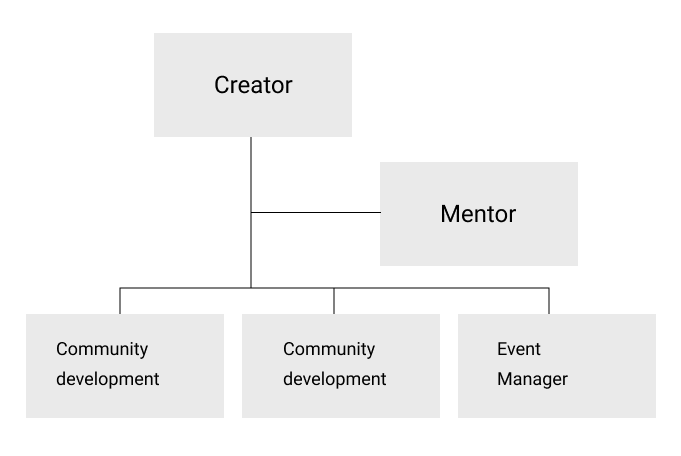 Creator
Mentor
Community
development
Community
development
Event
Manager